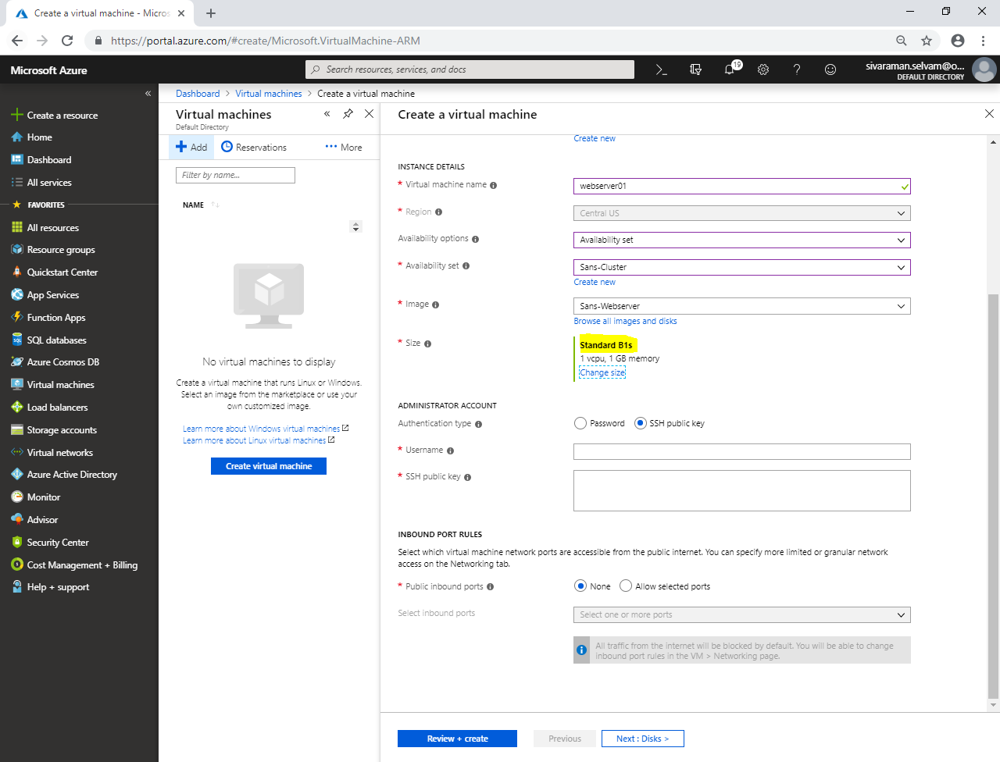 Create a virtual machine - Micros
https://portal.azure.com/#create/Microsoft.VirtualMachine-ARM
Microsoft Azure
Search resources, services, and docs
19
sivaraman.selvam@o...
DEFAULT DIRECTORY
Create a resource
Home
Dashboard
All services
FAVORITES
All resources
Resource groups
Quickstart Center
App Services
Function Apps
SQL databases
Azure Cosmos DB
Virtual machines
Load balancers
Storage accounts
Virtual networks
Azure Active Directory
Monitor
Advisor
Security Center
Cost Management + Billing
Help + support
Dashboard > Virtual machines > Create a virtual machine
Virtual machines
Default Directory
Add
Reservations
More
Filter by name...
NAME
No virtual machines to display
Create a virtual machine that runs Linux or Windows.
Select an image from the marketplace or use your
own customized image.
Learn more about Windows virtual machines
Learn more about Linux virtual machines
Create virtual machine
Create a virtual machine
Create new
INSTANCE DETAILS
* Virtual machine name
webserver01
* Region
Central US
Availability options
Availability set
* Availability set
Sans-Cluster
Create new
* Image
Sans-Webserver
Browse all images and disks
* Size
Standard B1s
1 vcpu, 1 GB memory
Change size
ADMINISTRATOR ACCOUNT
Authentication type
Password
SSH public key
* Username
* SSH public key
INBOUND PORT RULES
Select which virtual machine network ports are accessible from the public internet. You can specify more limited or granular network
access on the Networking tab.
* Public inbound ports
None
Allow selected ports
Select inbound ports
Select one or more ports
All traffic from the internet will be blocked by default. You will be able to change
inbound port rules in the VM > Networking page.
Review + create
Previous
Next : Disks >